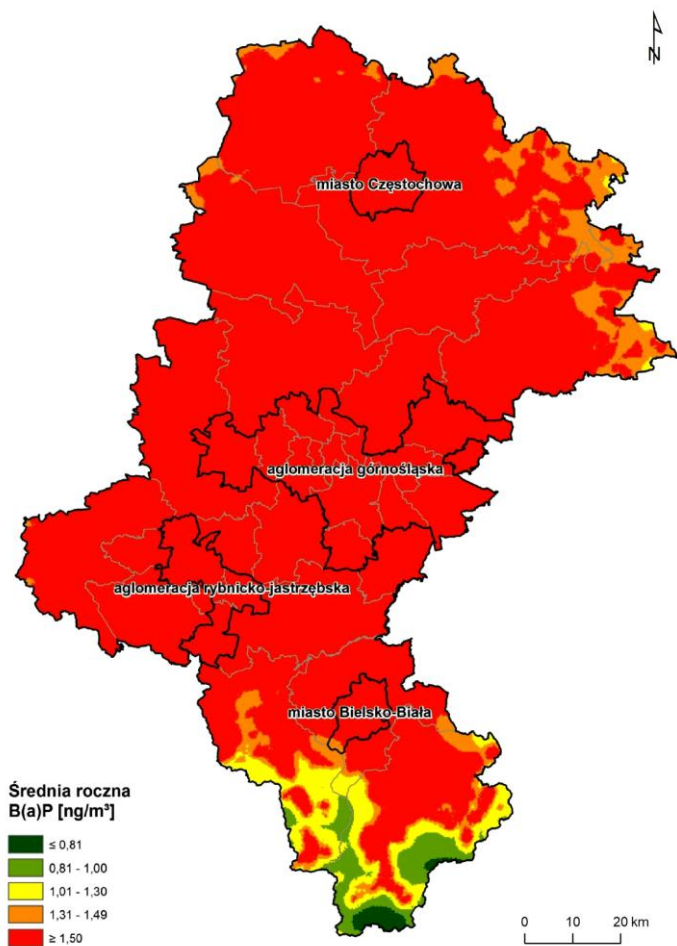 N
miasto Częstochowa
aglomeracja górnośląska
aglomeracja rybnicko-jastrzębska
miasto Bielsko-Biała
Średnia roczna
B(a)P [ng/m³]
≤ 0,81
0,81 - 1,00
1,01 - 1,30
1,31 - 1,49
≥ 1,50
0 10 20 km